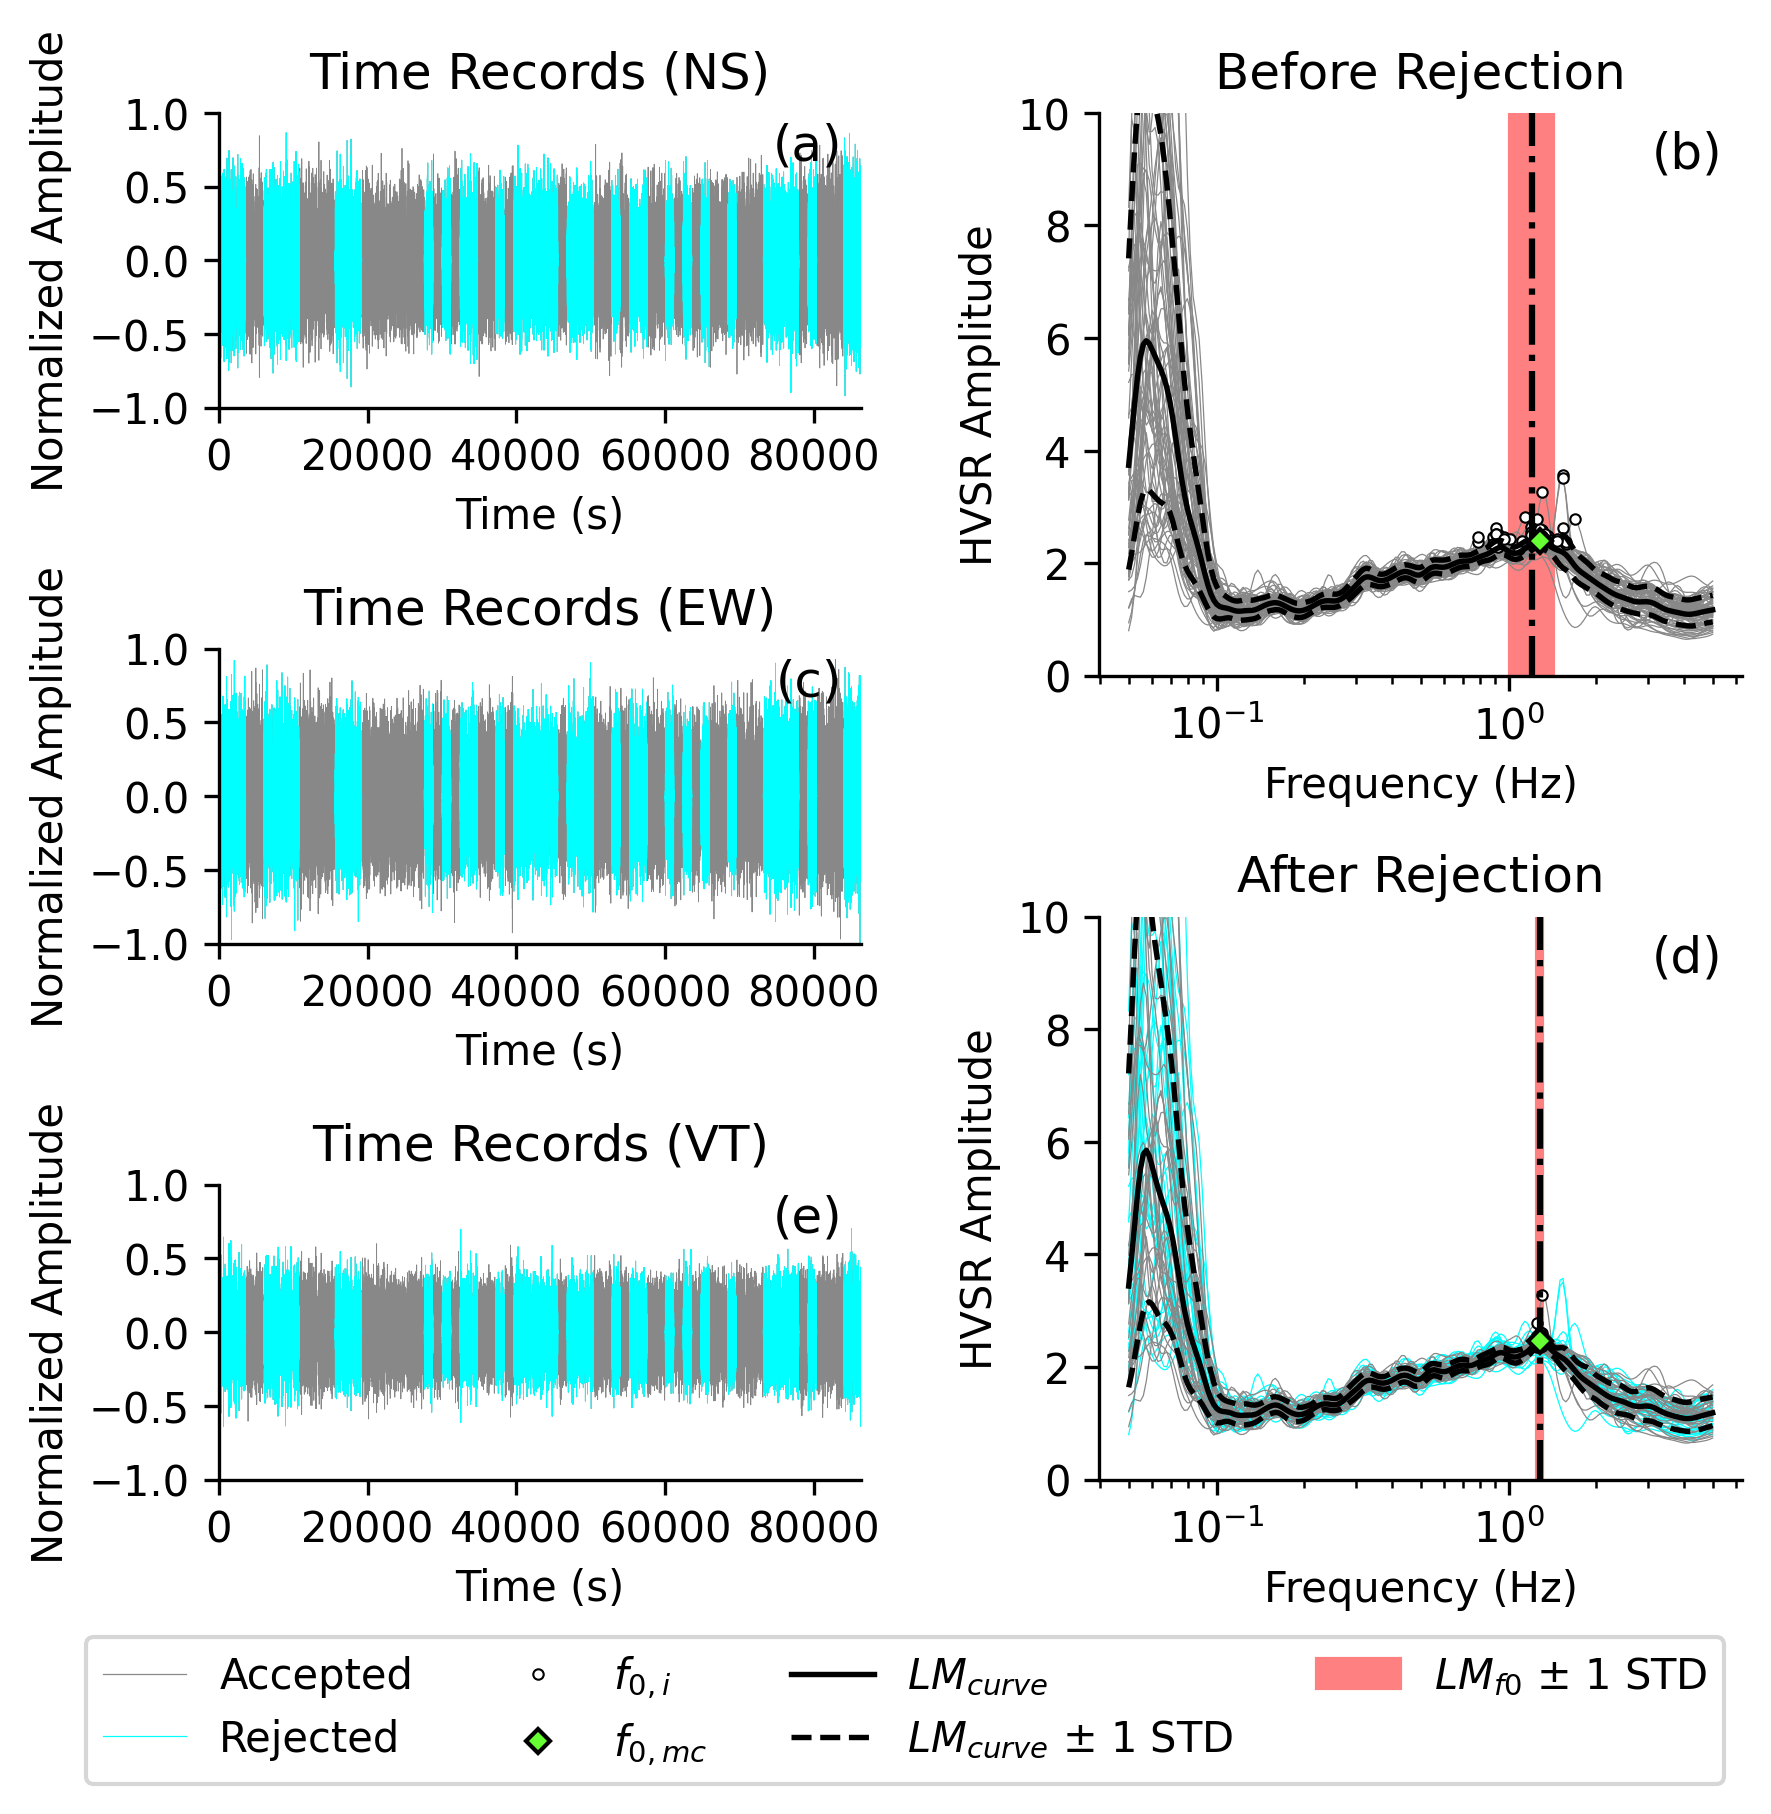 Time Records (NS)
Normalized Amplitude
1.0
0.5
0.0
−0.5
−1.0
(a)
0 20000 40000 60000 80000
Time (s)
Before Rejection
HVSR Amplitude
10
8
6
4
2
0
(b)
10⁻¹ 10⁰
Frequency (Hz)
Time Records (EW)
Normalized Amplitude
1.0
0.5
0.0
−0.5
−1.0
(c)
0 20000 40000 60000 80000
Time (s)
After Rejection
HVSR Amplitude
10
8
6
4
2
0
(d)
10⁻¹ 10⁰
Frequency (Hz)
Time Records (VT)
Normalized Amplitude
1.0
0.5
0.0
−0.5
−1.0
(e)
0 20000 40000 60000 80000
Time (s)
Accepted
Rejected
f0,i
f0,mc
LMcurve
LMcurve ± 1 STD
LMf0 ± 1 STD